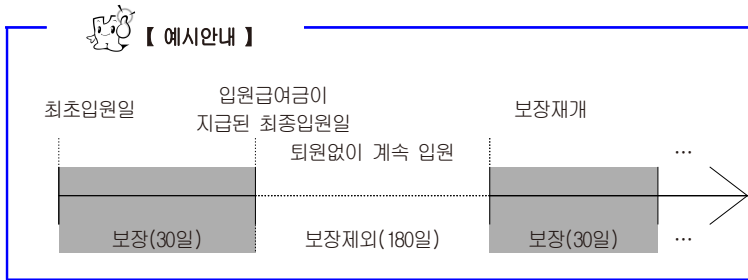 【 예시안내 】
최초입원일
입원급여금이
지급된 최종입원일
보장재개
퇴원없이 계속 입원
…
보장(30일)
보장제외(180일)
보장(30일)
…